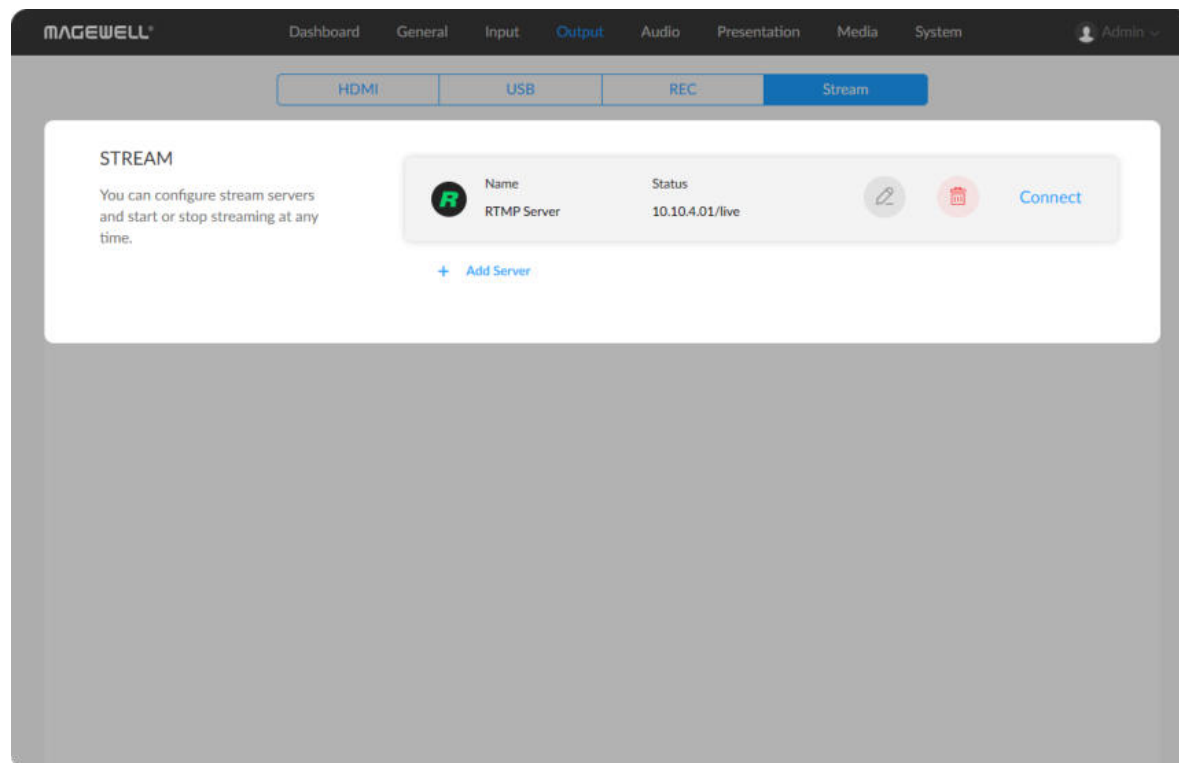 MAGEWELL®
Dashboard General Input Output Audio Presentation Media System Admin
HDMI USB REC Stream
STREAM
You can configure stream servers
and start or stop streaming at any
time.
R
Name Status
RTMP Server 10.10.4.01/live
Connect
+ Add Server